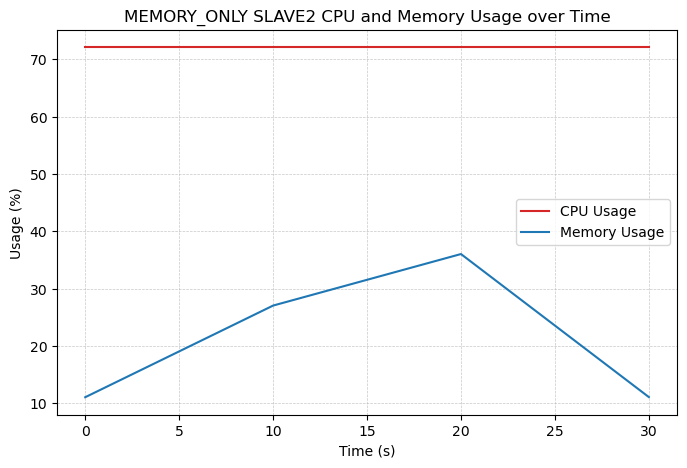 MEMORY_ONLY SLAVE2 CPU and Memory Usage over Time
70
60
50
40
30
20
10
Usage (%)
CPU Usage
Memory Usage
0 5 10 15 20 25 30
Time (s)